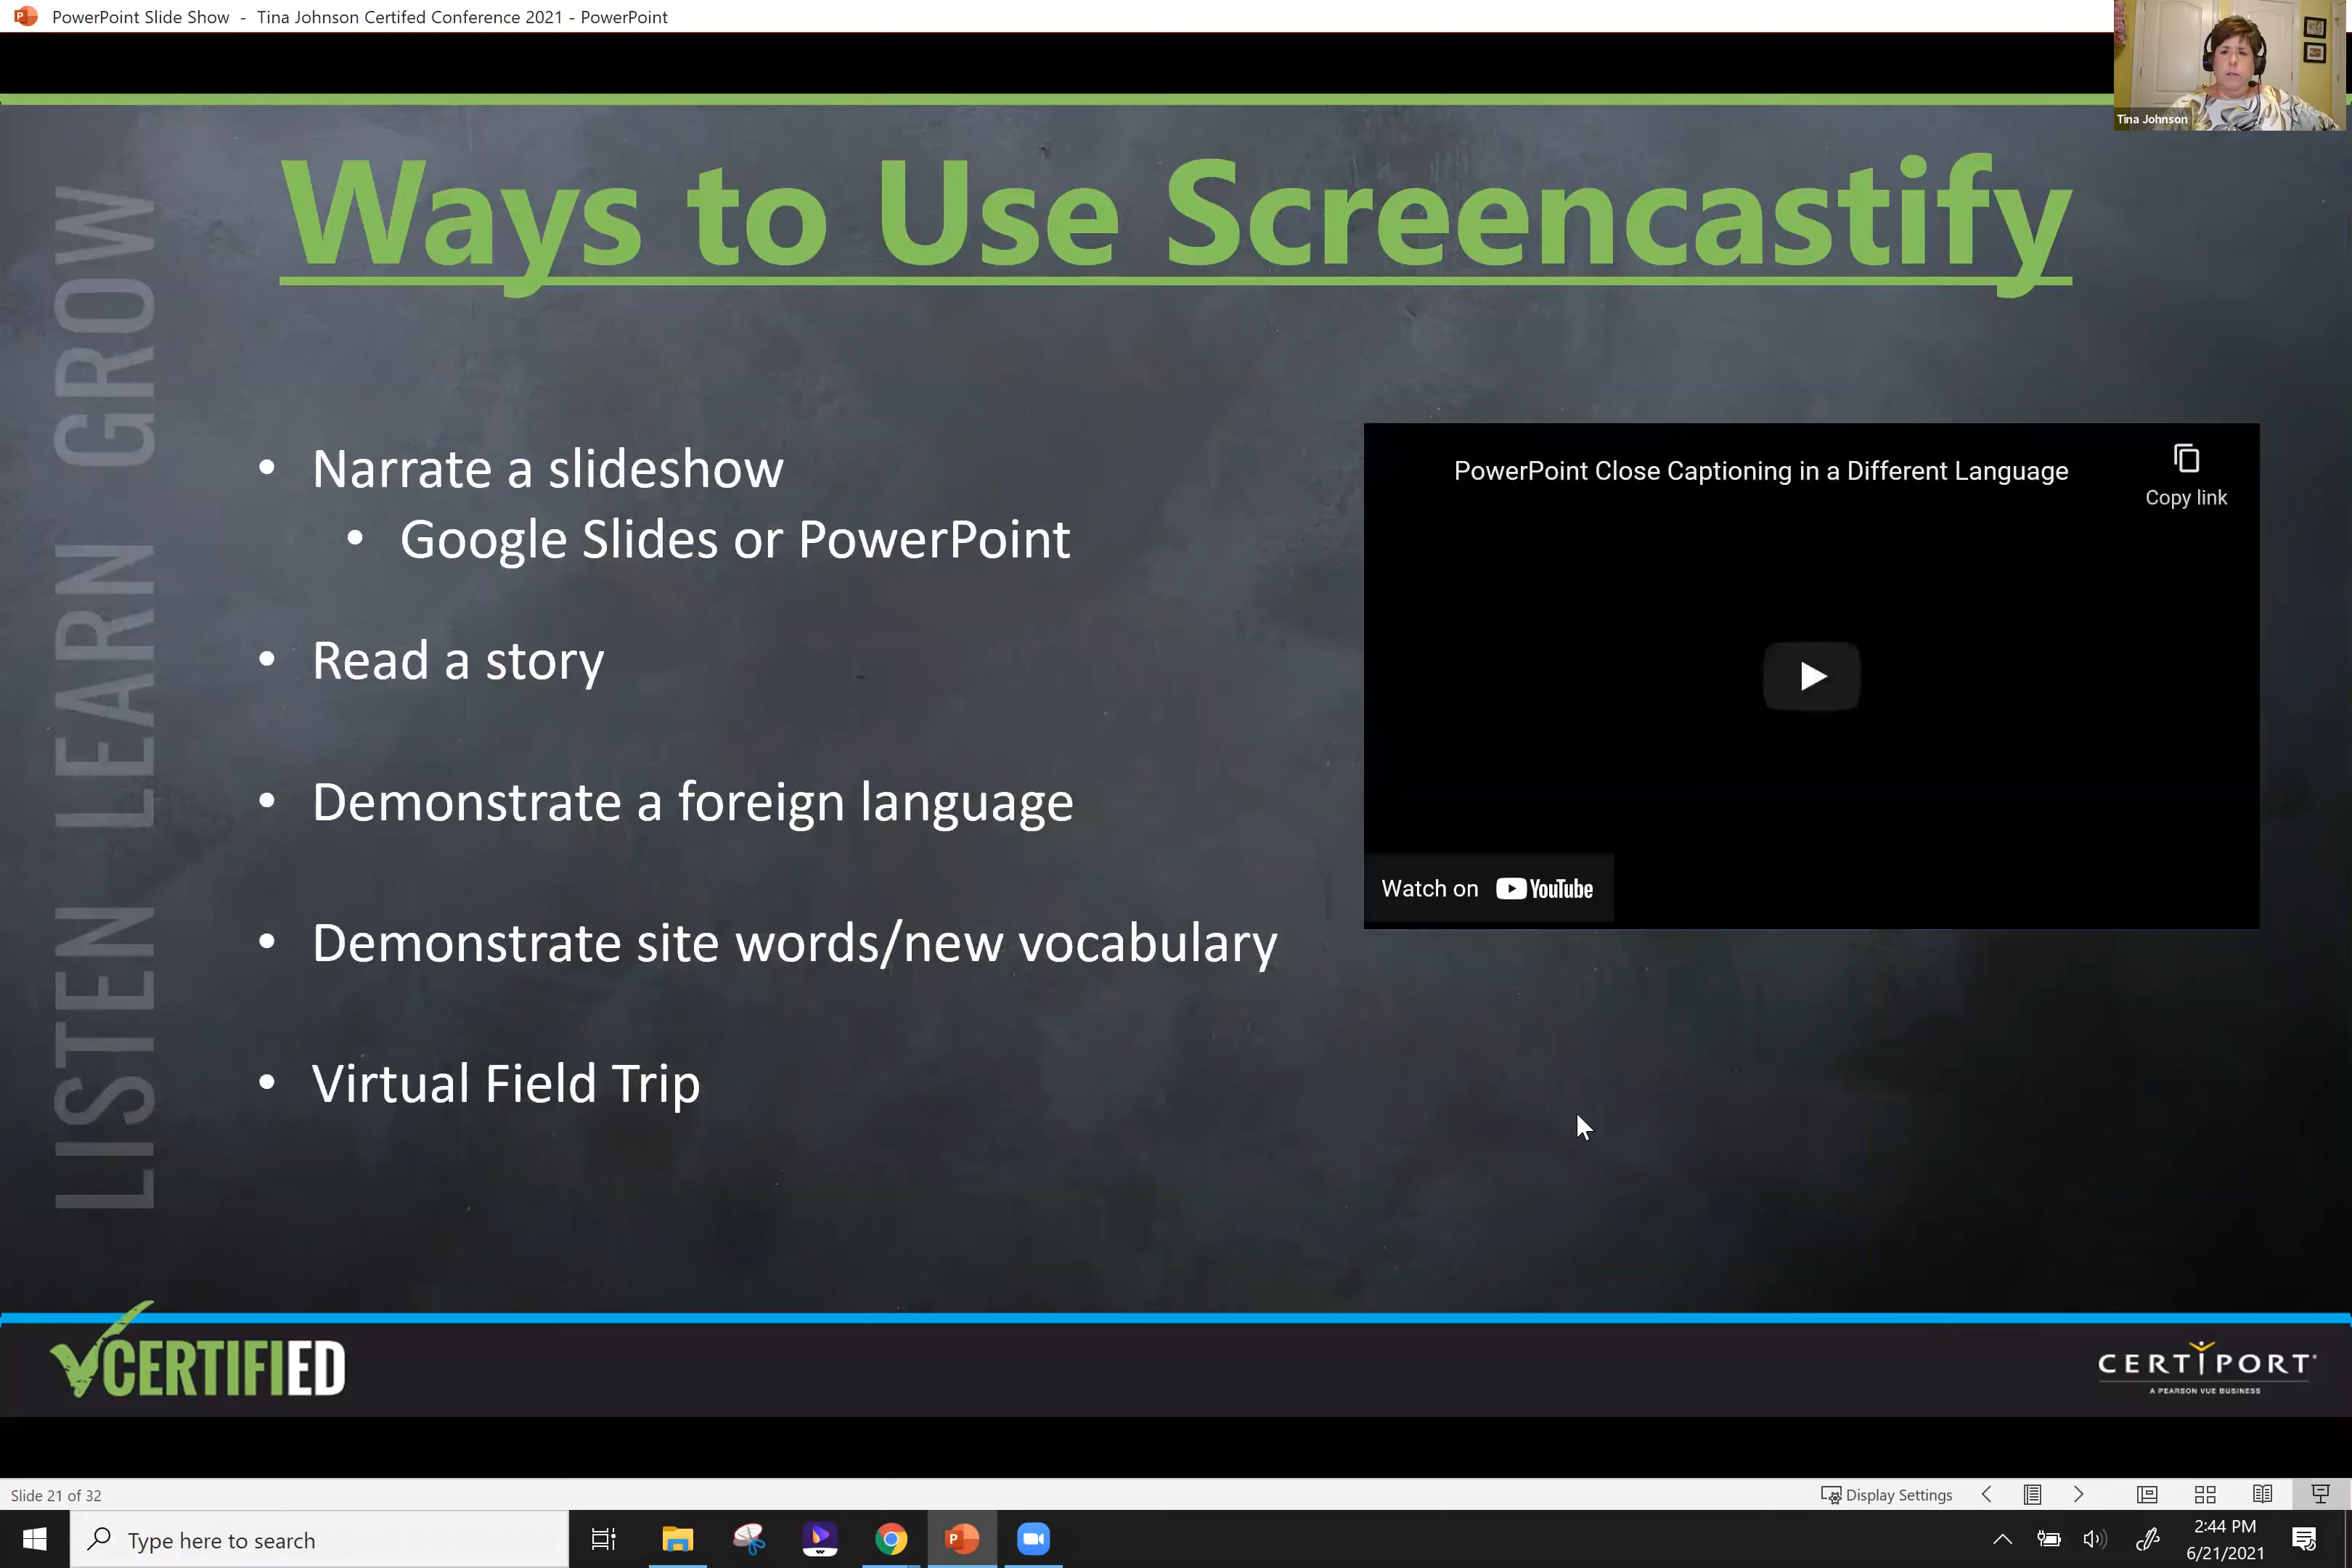 PowerPoint Slide Show - Tina Johnson Certifed Conference 2021 - PowerPoint
Tina Johnson
Ways to Use Screencastify
LISTEN LEARN GROW
• Narrate a slideshow
• Google Slides or PowerPoint
• Read a story
• Demonstrate a foreign language
• Demonstrate site words/new vocabulary
• Virtual Field Trip
PowerPoint Close Captioning in a Different Language
Copy link
Watch on YouTube
CERTIFIED
CERTIPORT
A PEARSON VUE BUSINESS
Slide 21 of 32
Display Settings
Type here to search
2:44 PM
6/21/2021